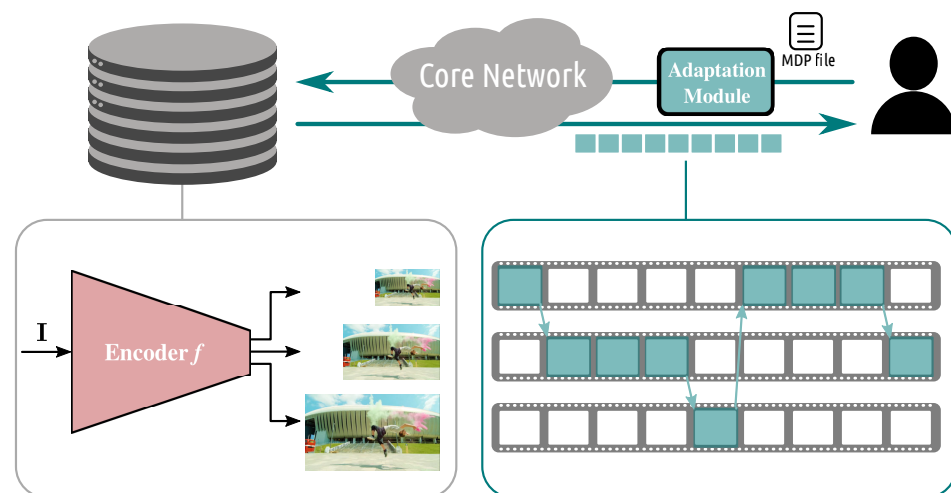 Core Network
Adaptation
Module
MDP file
I
Encoder f